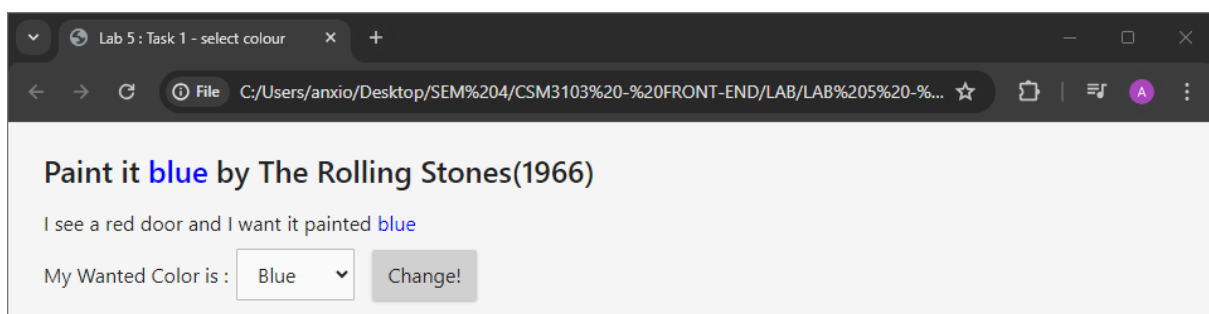 Lab 5 : Task 1 - select colour
File C:/Users/anxio/Desktop/SEM%204/CSM3103%20-%20FRONT-END/LAB/LAB%205%20-%... A
Paint it blue by The Rolling Stones(1966)
I see a red door and I want it painted blue
My Wanted Color is : Blue Change!